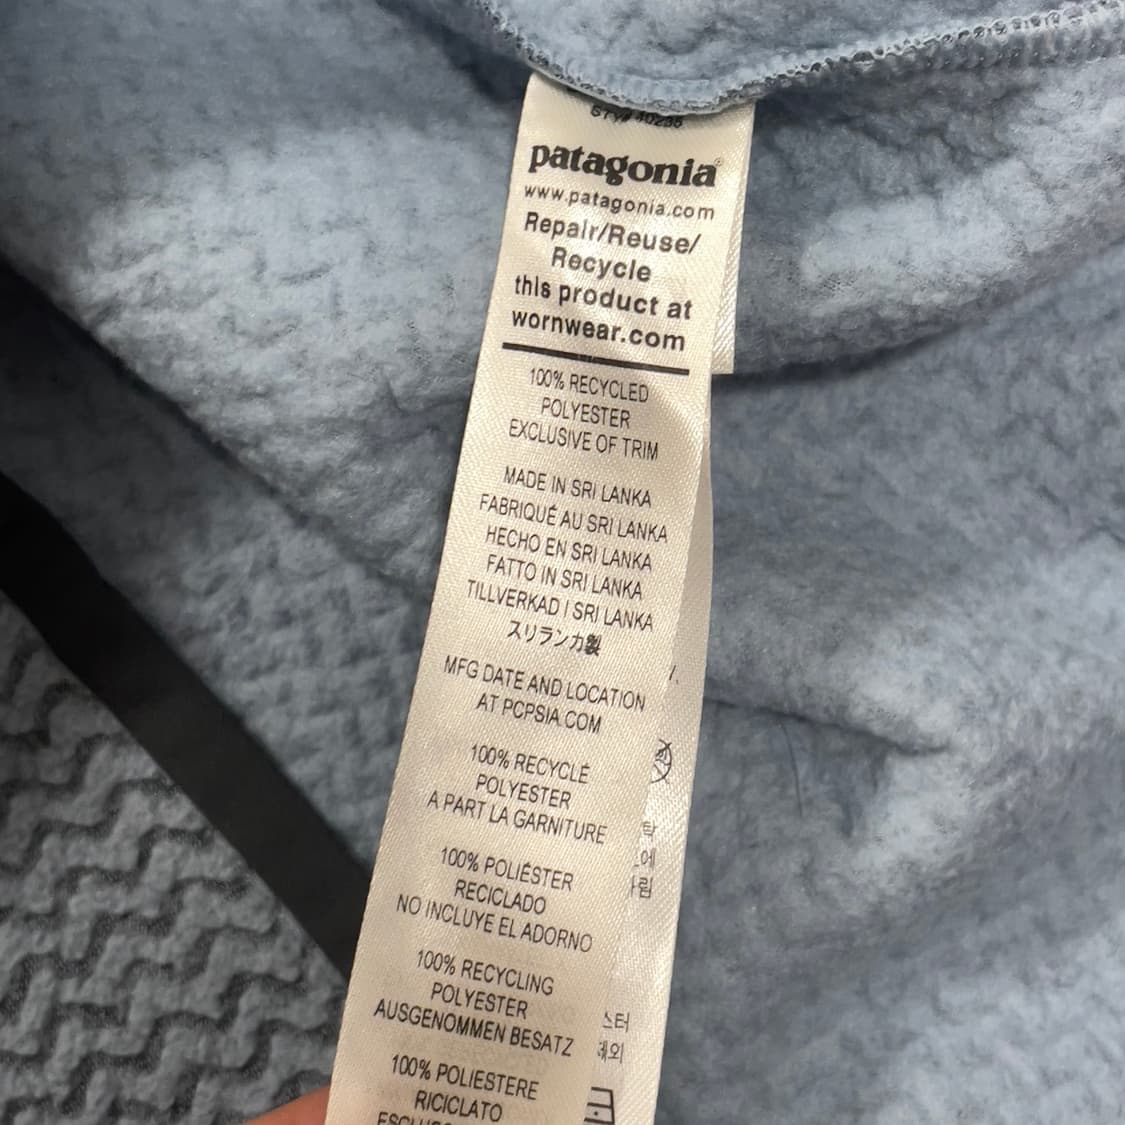 patagonia®
www.patagonia.com
Repair/Reuse/
Recycle
this product at
wornwear.com
100% RECYCLED
POLYESTER
EXCLUSIVE OF TRIM
MADE IN SRI LANKA
FABRIQUÉ AU SRI LANKA
HECHO EN SRI LANKA
FATTO IN SRI LANKA
TILLVERKAD I SRI LANKA
スリランカ製
MFG DATE AND LOCATION
AT PCPSIA.COM
100% RECYCLÉ
POLYESTER
A PART LA GARNITURE
100% POLIÉSTER
RECICLADO
NO INCLUYE EL ADORNO
100% RECYCLING
POLYESTER
AUSGENOMMEN BESATZ
100% POLIESTERE
RICICLATO